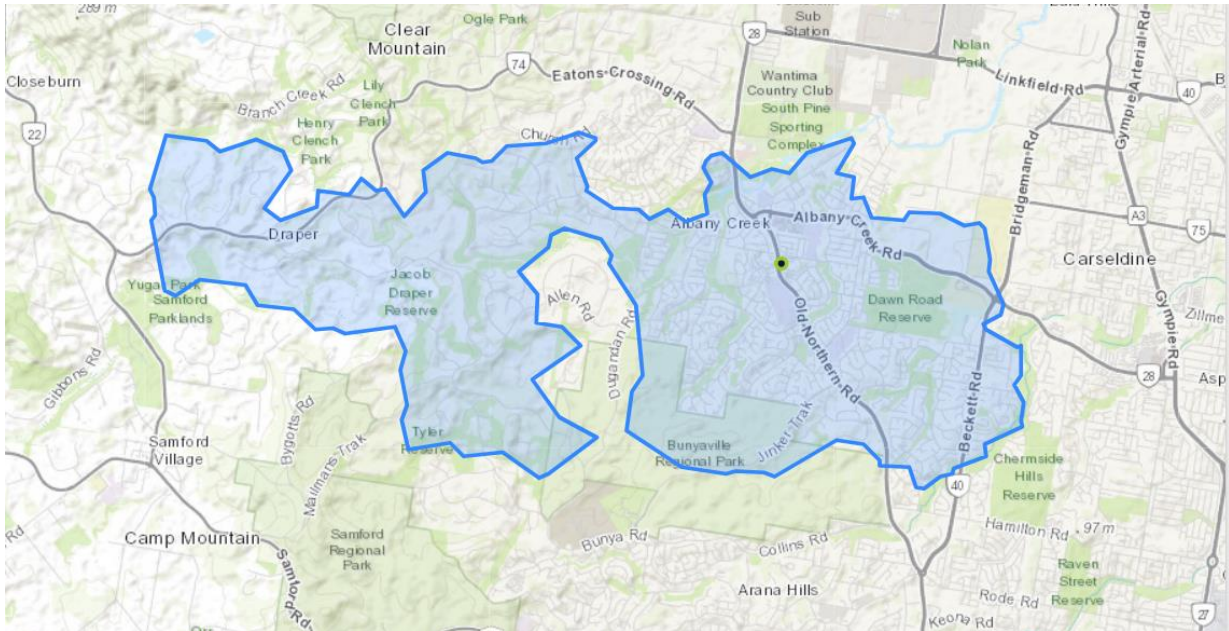 289 m
Ogle Park
Clear
Mountain
Sub
Station
28
Nolan
Park
74
Eatons Crossing Rd
Wantima
Country Club
South Pine
Sporting
Complex
Linkfield Rd
Gympie Arterial Rd
40
Closeburn
Branch Creek Rd
Lily
Clench
Park
Henry
Clench
Park
Church Rd
22
Bridgeman Rd
A3
75
Draper
Albany Creek
Albany Creek Rd
Carseldine
Yugar Park
Samford
Parklands
Jacob
Draper
Reserve
Allen Rd
Dugandan Rd
Dawn Road
Reserve
Old Northern Rd
Gympie Rd
Zillme
28
Asp
Gibbons Rd
Beckett Rd
Samford
Village
Bygotts Rd
Mailmans Trak
Tyler
Reserve
Bunyaville
Regional Park
Jinker Trak
Chermside
Hills
Reserve
40
Rd
Camp Mountain
Samford
Regional
Park
Samford Rd
Bunya Rd
Collins Rd
Hamilton Rd
97 m
Arana Hills
Raven
Street
Reserve
Rode Rd
Keona Rd
27